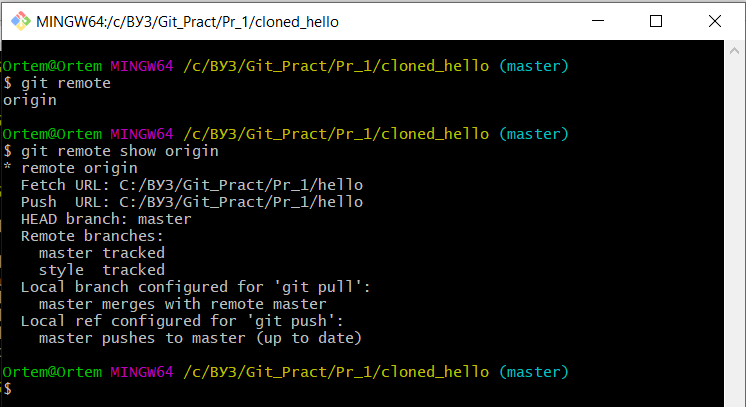 MINGW64:/c/ВУЗ/Git_Pract/Pr_1/cloned_hello
Ortem@Ortem MINGW64 /c/ВУЗ/Git_Pract/Pr_1/cloned_hello (master)
$ git remote
origin
Ortem@Ortem MINGW64 /c/ВУЗ/Git_Pract/Pr_1/cloned_hello (master)
$ git remote show origin
* remote origin
  Fetch URL: C:/ВУЗ/Git_Pract/Pr_1/hello
  Push  URL: C:/ВУЗ/Git_Pract/Pr_1/hello
  HEAD branch: master
  Remote branches:
    master tracked
    style  tracked
  Local branch configured for 'git pull':
    master merges with remote master
  Local ref configured for 'git push':
    master pushes to master (up to date)
Ortem@Ortem MINGW64 /c/ВУЗ/Git_Pract/Pr_1/cloned_hello (master)
$